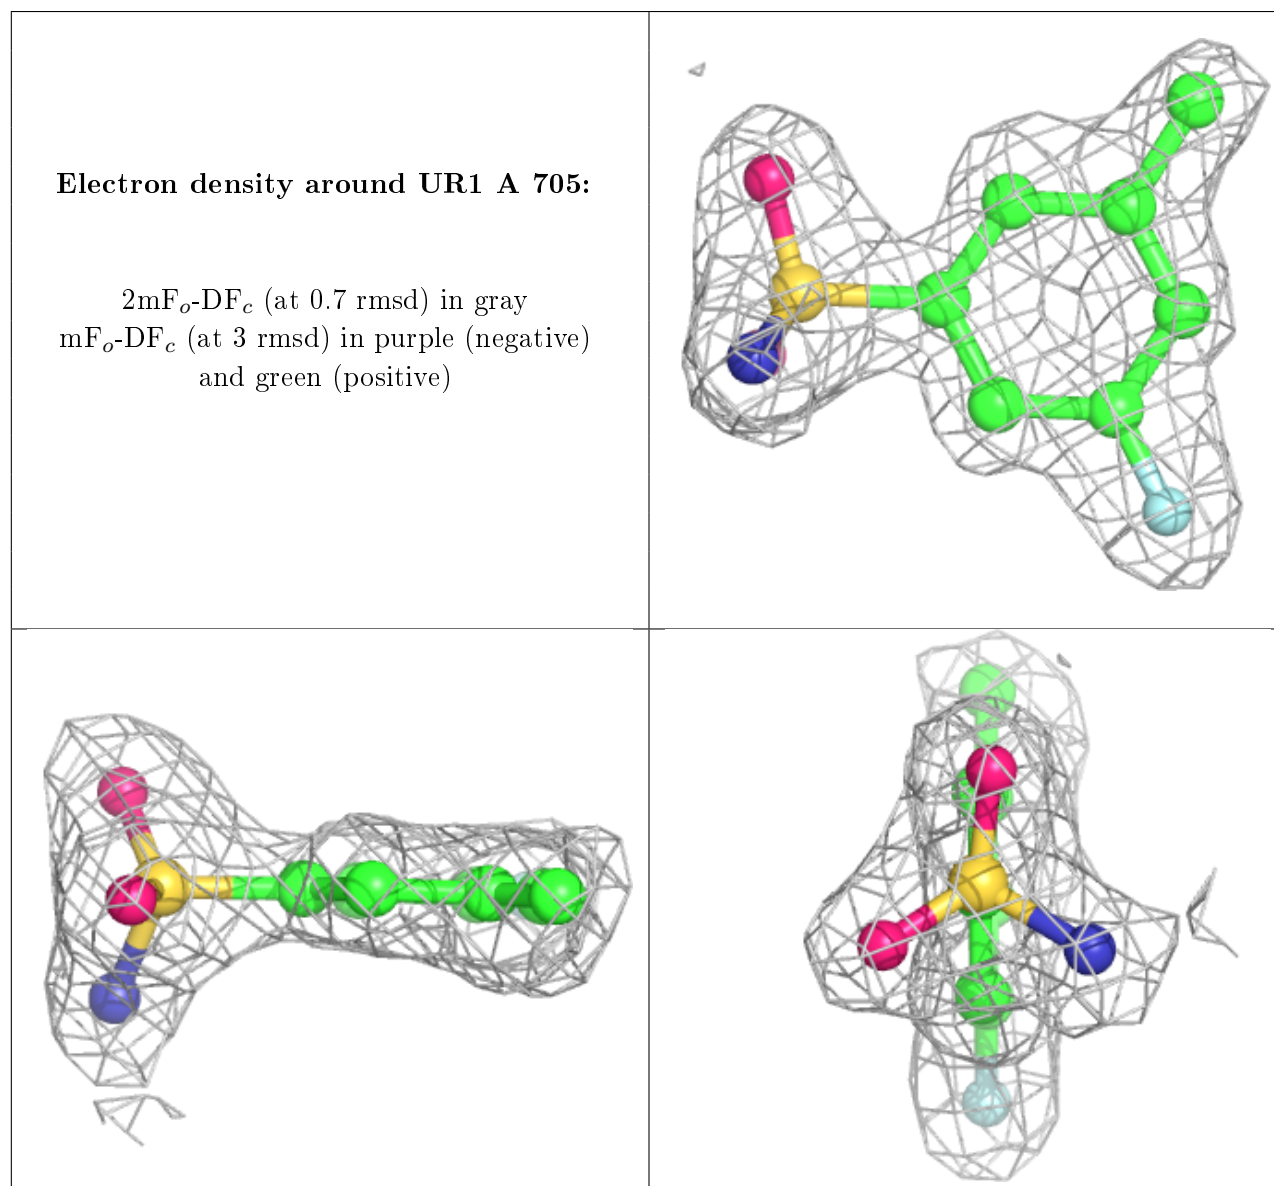 Electron density around UR1 A 705:
2mFo-DFc (at 0.7 rmsd) in gray
mFo-DFc (at 3 rmsd) in purple (negative)
and green (positive)